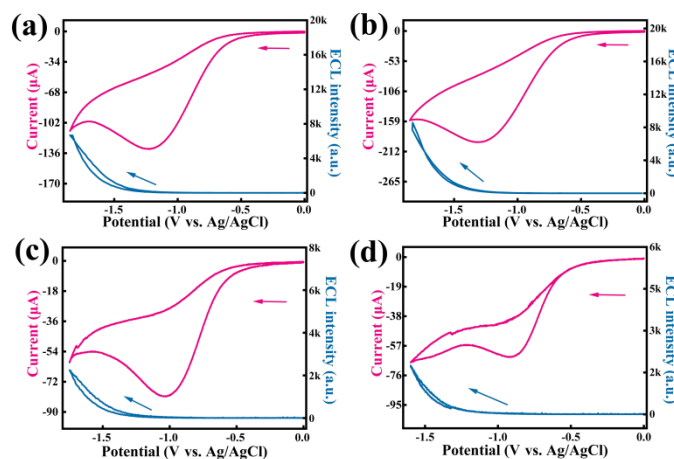 (a)
0
-34
-68
-102
-136
-170
Current (μA)
20k
16k
12k
8k
4k
0
ECL intensity (a.u.)
-1.5
-1.0
-0.5
0.0
Potential (V vs. Ag/AgCl)
(b)
0
-53
-106
-159
-212
-265
Current (μA)
20k
16k
12k
8k
4k
0
ECL intensity (a.u.)
-1.5
-1.0
-0.5
0.0
Potential (V vs. Ag/AgCl)
(c)
0
-18
-36
-54
-72
-90
Current (μA)
8k
6k
4k
2k
0
ECL intensity (a.u.)
-1.5
-1.0
-0.5
0.0
Potential (V vs. Ag/AgCl)
(d)
0
-19
-38
-57
-76
-95
Current (μA)
6k
5k
3k
2k
0
ECL intensity (a.u.)
-1.5
-1.0
-0.5
0.0
Potential (V vs. Ag/AgCl)